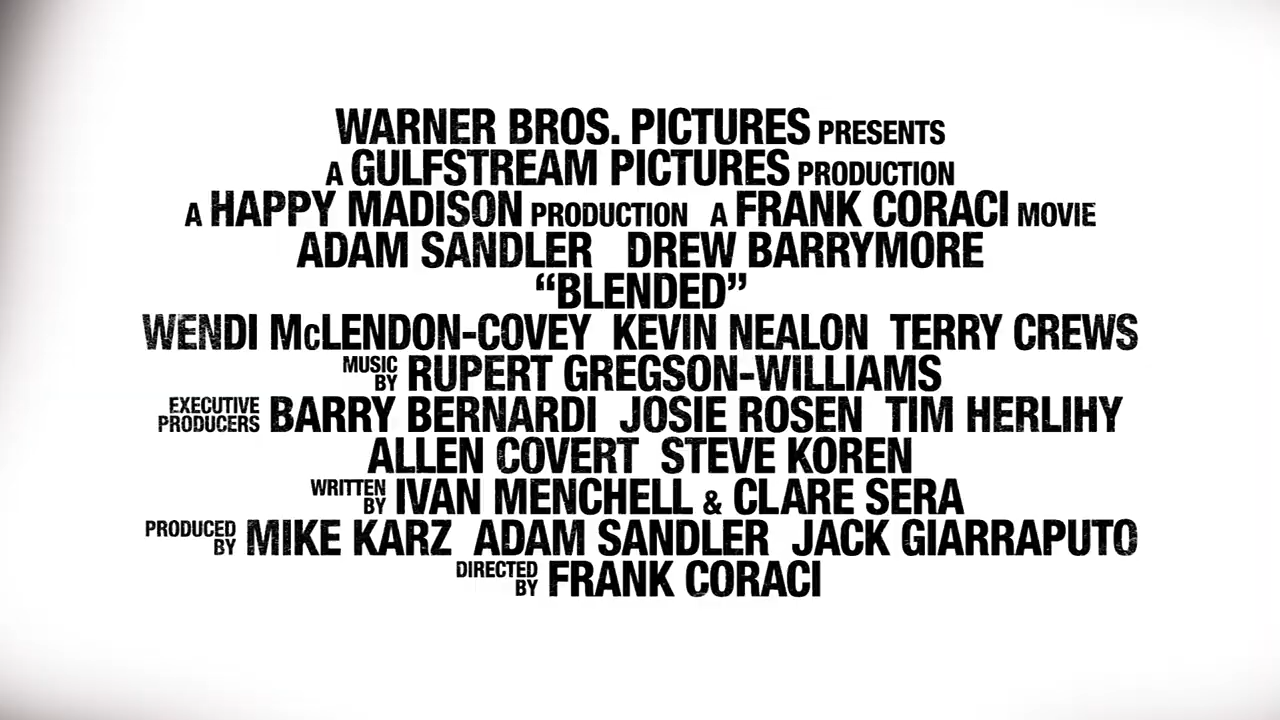 WARNER BROS. PICTURES PRESENTS
A GULFSTREAM PICTURES PRODUCTION
A HAPPY MADISON PRODUCTION A FRANK CORACI MOVIE
ADAM SANDLER DREW BARRYMORE
“BLENDED”
WENDI McLENDON-COVEY KEVIN NEALON TERRY CREWS
MUSIC BY RUPERT GREGSON-WILLIAMS
EXECUTIVE PRODUCERS BARRY BERNARDI JOSIE ROSEN TIM HERLIHY
ALLEN COVERT STEVE KOREN
WRITTEN BY IVAN MENCHELL & CLARE SERA
PRODUCED BY MIKE KARZ ADAM SANDLER JACK GIARRAPUTO
DIRECTED BY FRANK CORACI